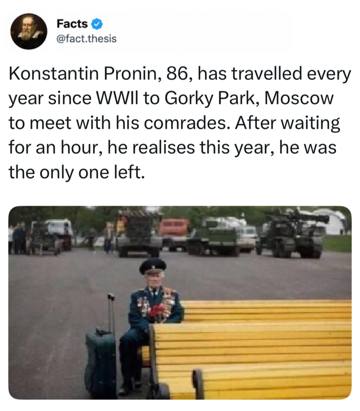 Facts
@fact.thesis
Konstantin Pronin, 86, has travelled every
year since WWII to Gorky Park, Moscow
to meet with his comrades. After waiting
for an hour, he realises this year, he was
the only one left.